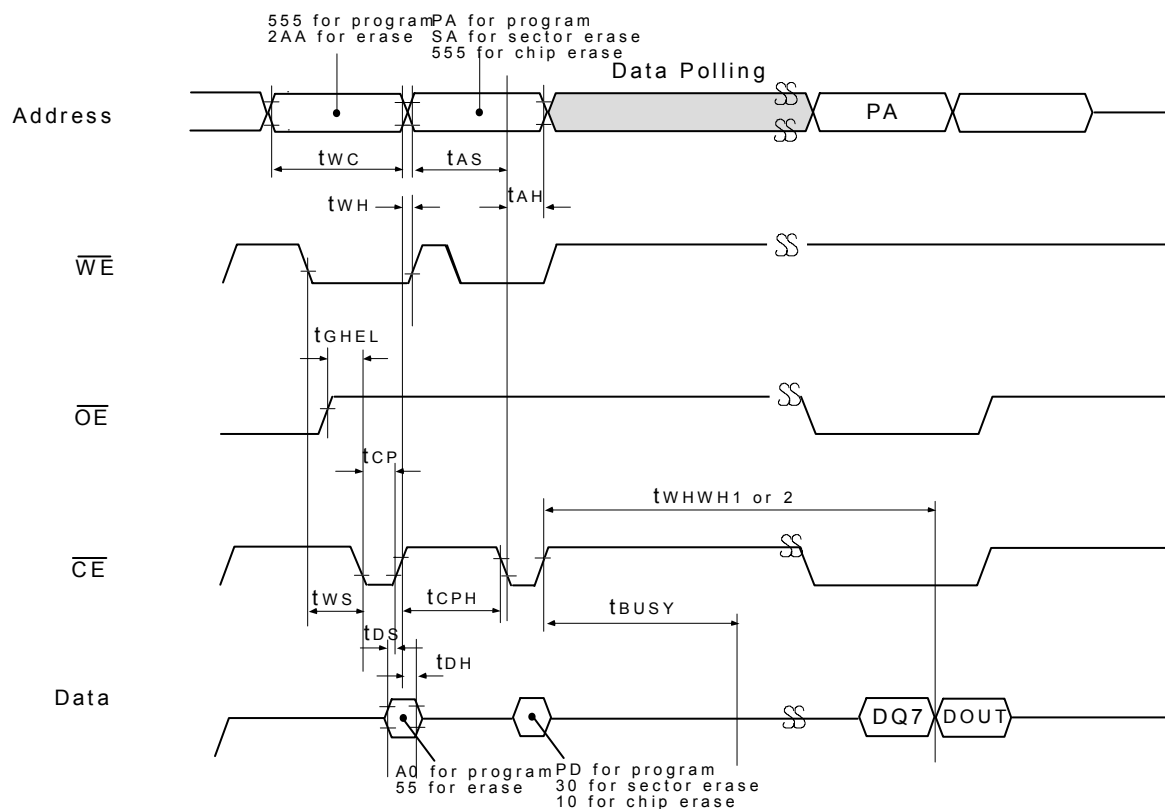 555 for program
2AA for erase
PA for program
SA for sector erase
555 for chip erase
Data Polling
Address
PA
tWC
tAS
tAH
tWH
WE
tGHEL
OE
tCP
tWHWH1 or 2
CE
tWS
tCPH
tBUSY
tDS
tDH
Data
DQ7
DOUT
A0 for program
55 for erase
PD for program
30 for sector erase
10 for chip erase